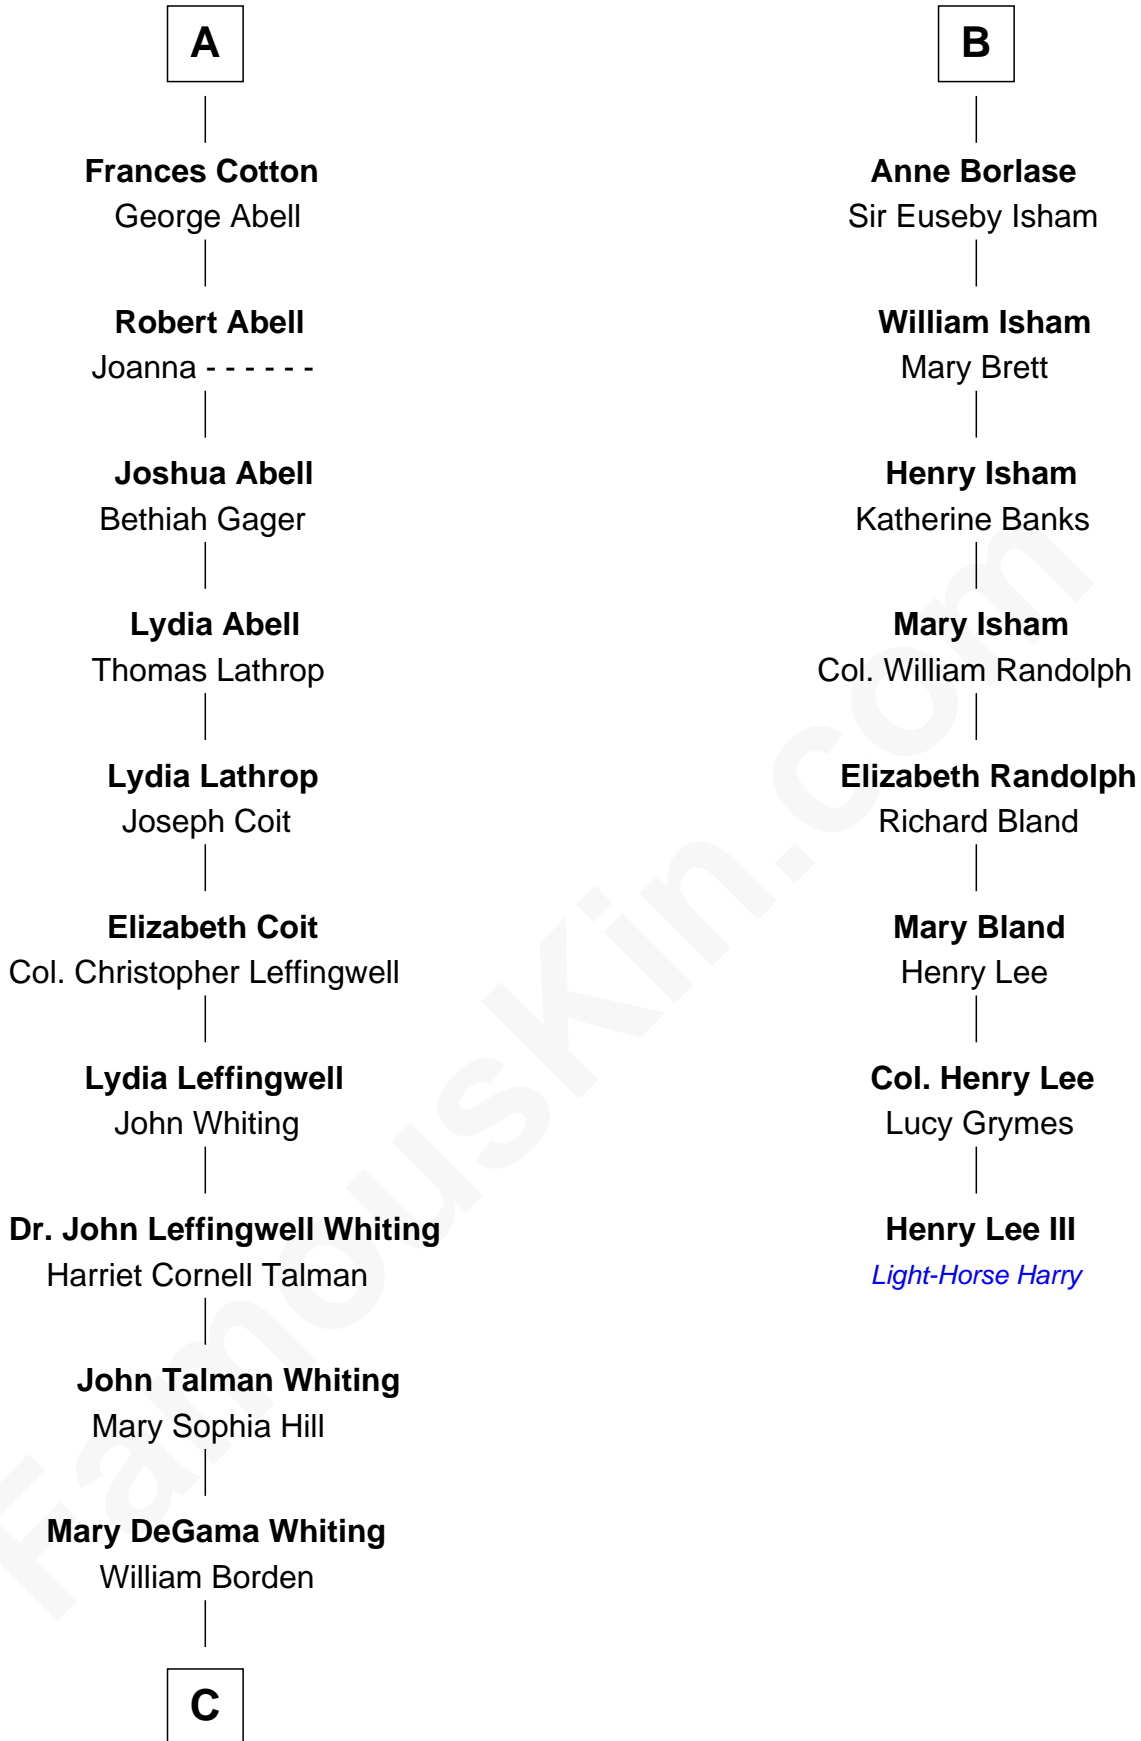 A
Frances Cotton
George Abell
Robert Abell
Joanna - - - - - -
Joshua Abell
Bethiah Gager
Lydia Abell
Thomas Lathrop
Lydia Lathrop
Joseph Coit
Elizabeth Coit
Col. Christopher Leffingwell
Lydia Leffingwell
John Whiting
Dr. John Leffingwell Whiting
Harriet Cornell Talman
John Talman Whiting
Mary Sophia Hill
Mary DeGama Whiting
William Borden
C
B
Anne Borlase
Sir Euseby Isham
William Isham
Mary Brett
Henry Isham
Katherine Banks
Mary Isham
Col. William Randolph
Elizabeth Randolph
Richard Bland
Mary Bland
Henry Lee
Col. Henry Lee
Lucy Grymes
Henry Lee III
Light-Horse Harry
FamousKin.com